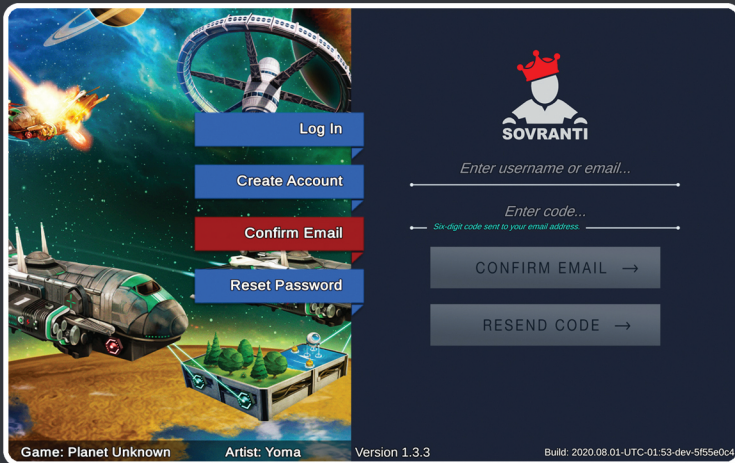 Log In
Create Account
Confirm Email
Reset Password
SOVRANTI
Enter username or email...
Enter code...
Six-digit code sent to your email address.
CONFIRM EMAIL →
RESEND CODE →
Game: Planet Unknown
Artist: Yoma
Version 1.3.3
Build: 2020.08.01-UTC-01:53-dev-5f55e0c4